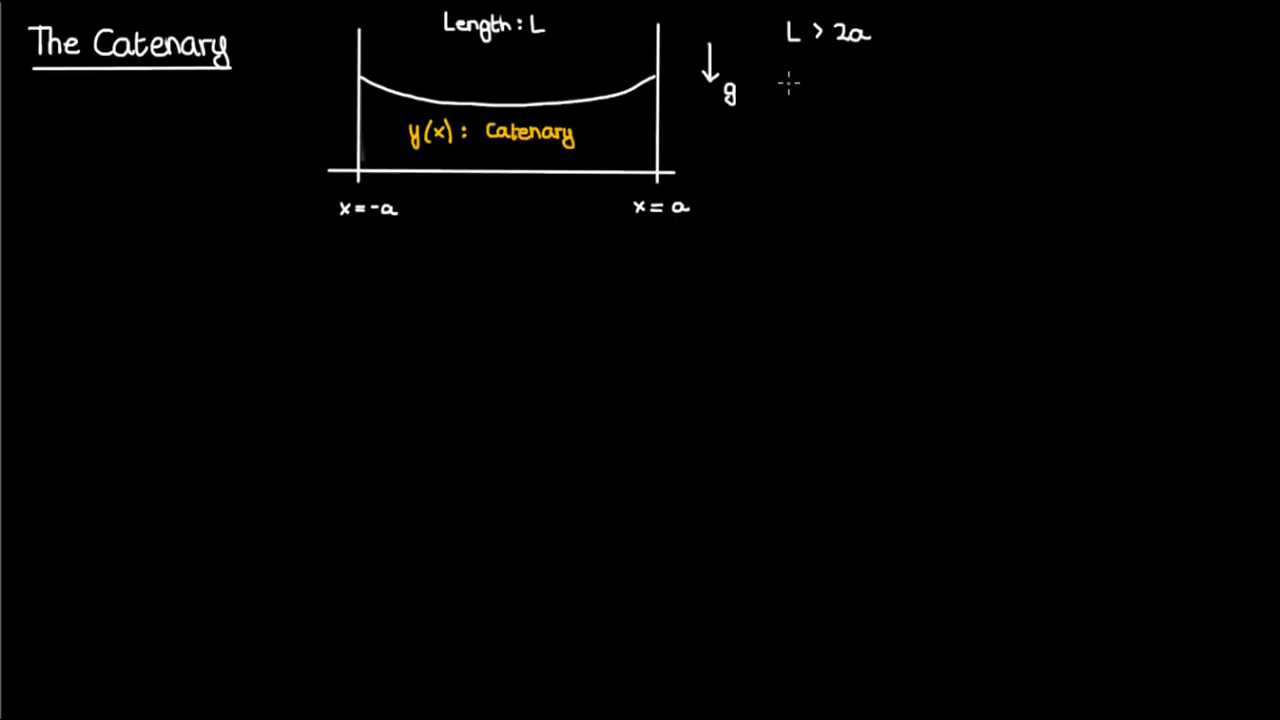 The Catenary
Length: L
L > 2a
g
y(x): Catenary
x = -a
x = a